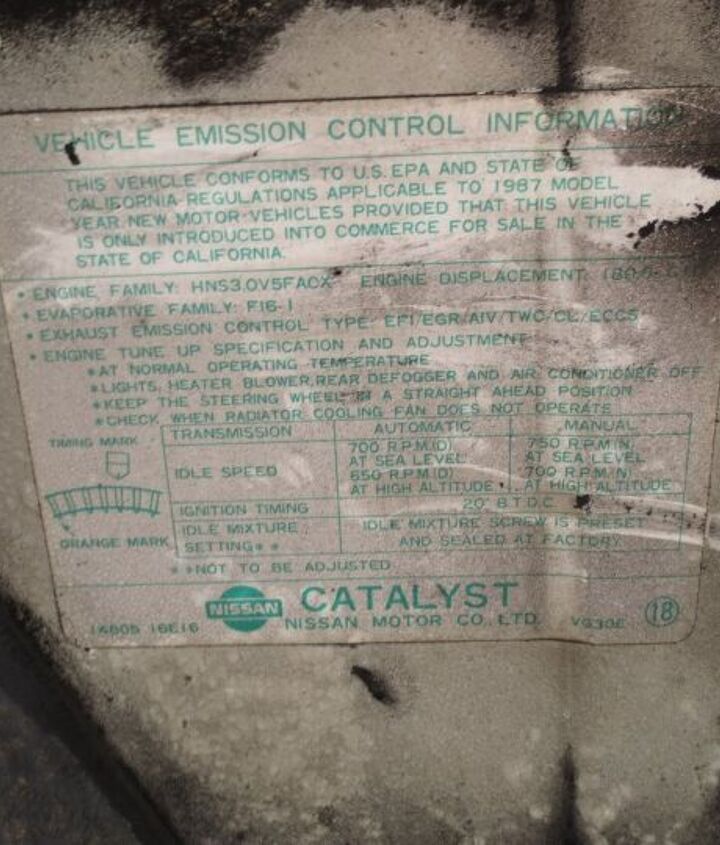 VEHICLE EMISSION CONTROL INFORMATION
THIS VEHICLE CONFORMS TO U.S.EPA AND STATE OF
CALIFORNIA REGULATIONS APPLICABLE TO 1987 MODEL
YEAR NEW MOTOR VEHICLES PROVIDED THAT THIS VEHICLE
IS ONLY INTRODUCED INTO COMMERCE FOR SALE IN THE
STATE OF CALIFORNIA.
• ENGINE FAMILY: HNS3.0V5FACX ENGINE DISPLACEMENT
• EVAPORATIVE FAMILY: F16-1
• EXHAUST EMISSION CONTROL TYPE EFI/EGR/AIV/TWC/CL/ECCS
• ENGINE TUNE UP SPECIFICATION AND ADJUSTMENT
*AT NORMAL OPERATING TEMPERATURE
*LIGHTS, HEATER BLOWER, REAR DEFOGGER AND AIR CONDITIONER OFF
*KEEP THE STEERING WHEEL IN A STRAIGHT AHEAD POSITION
*CHECK WHEN RADIATOR COOLING FAN DOES NOT OPERATE
TIMING MARK
ORANGE MARK
TRANSMISSION AUTOMATIC MANUAL
IDLE SPEED
700 R.P.M.(D)
AT SEA LEVEL
650 R.P.M.(D)
AT HIGH ALTITUDE
750 R.P.M.(N)
AT SEA LEVEL
700 R.P.M.(N)
AT HIGH ALTITUDE
IGNITION TIMING 20° B.T.D.C.
IDLE MIXTURE SETTING**
IDLE MIXTURE SCREW IS PRESET
AND SEALED AT FACTORY
**NOT TO BE ADJUSTED
14805 16E16
NISSAN
CATALYST
NISSAN MOTOR CO., LTD.
VG30E
18